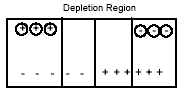 Depletion Region
+ + + - - -
- - - - - + + + + + +